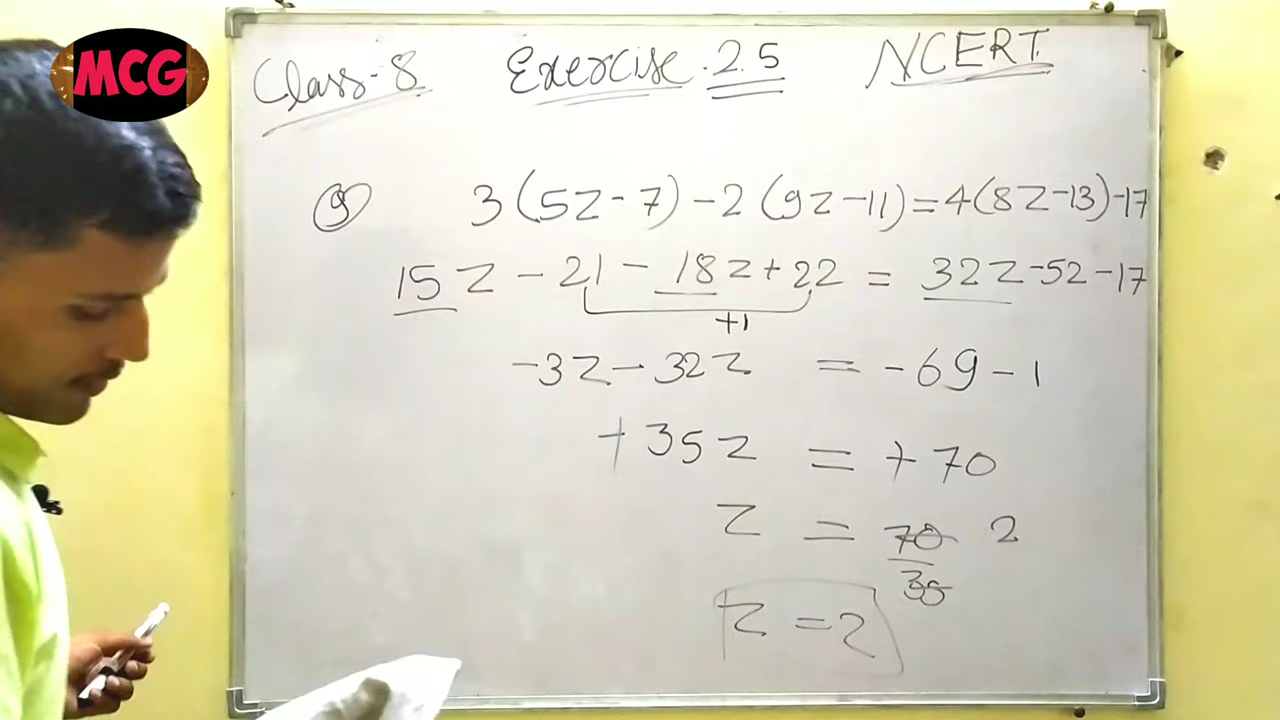 MCG
Class-8 Exercise.2.5 NCERT.
9 3(5z-7)-2(9z-11)=4(8z-13)-17
15z-21-18z+22=32z-52-17
+1
-3z-32z=-69-1
+35z=+70
z=70/35 2
z=2